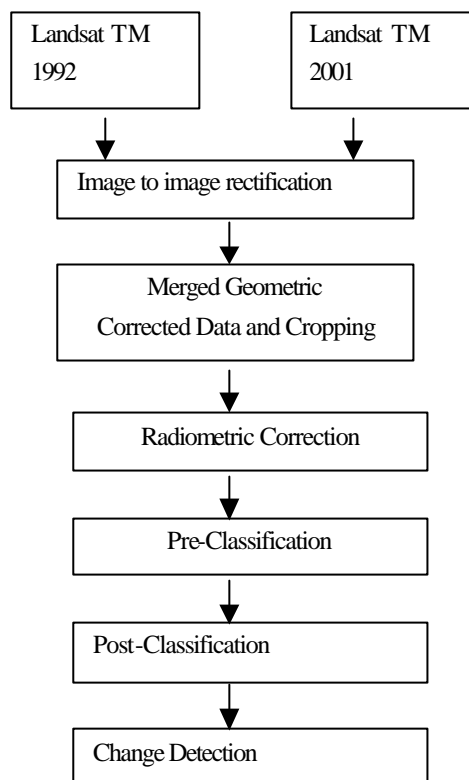 Landsat TM
1992
Landsat TM
2001
Image to image rectification
Merged Geometric
Corrected Data and Cropping
Radiometric Correction
Pre-Classification
Post-Classification
Change Detection